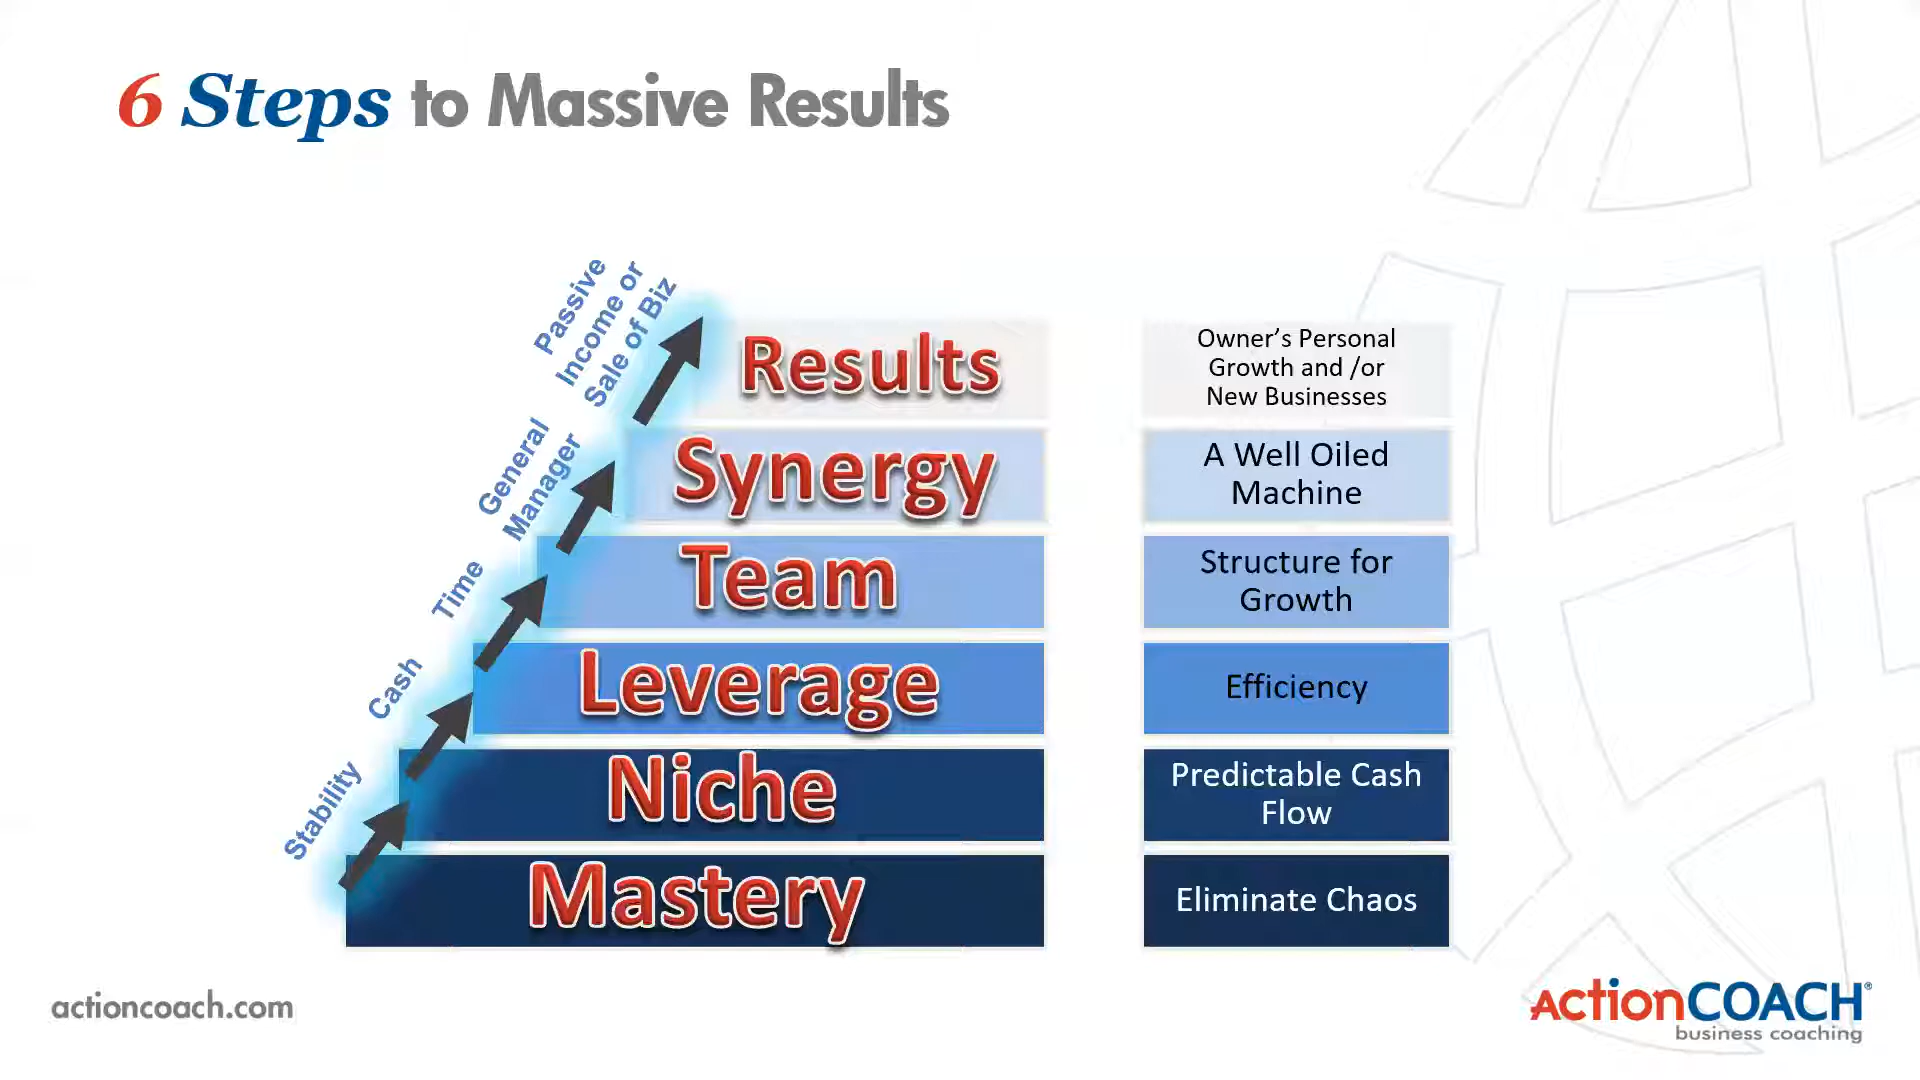 6 Steps to Massive Results
Passive
Income or
Sale of Biz
General
Manager
Time
Cash
Stability
Results
Owner's Personal
Growth and /or
New Businesses
Synergy
A Well Oiled
Machine
Team
Structure for
Growth
Leverage
Efficiency
Niche
Predictable Cash
Flow
Mastery
Eliminate Chaos
actioncoach.com
ActionCOACH®
business coaching